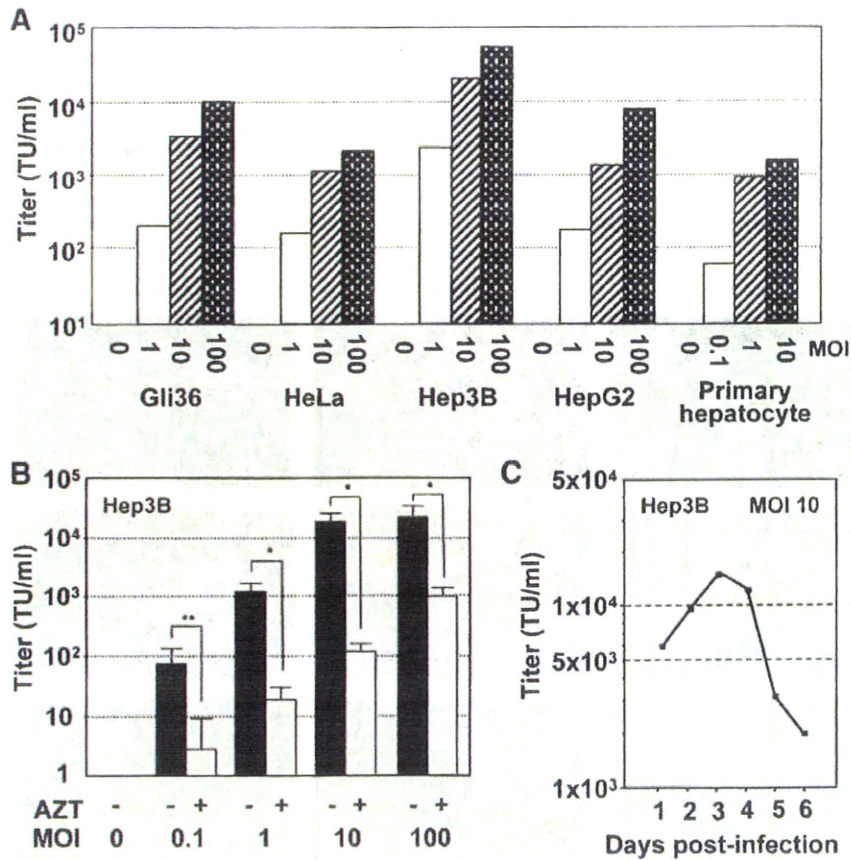 A
Titer (TU/ml)
10⁵
10⁴
10³
10²
10¹
0 1 10 100 0 1 10 100 0 1 10 100 0 1 10 100 0 0.1 1 10 MOI
Gli36 HeLa Hep3B HepG2 Primary
hepatocyte
B
Titer (TU/ml)
10⁵
10⁴
10³
10²
10
1
Hep3B
** * * *
AZT - - + - + - + - +
MOI 0 0.1 1 10 100
C
Titer (TU/ml)
5x10⁴
1x10⁴
5x10³
1x10³
Hep3B MOI 10
1 2 3 4 5 6
Days post-infection